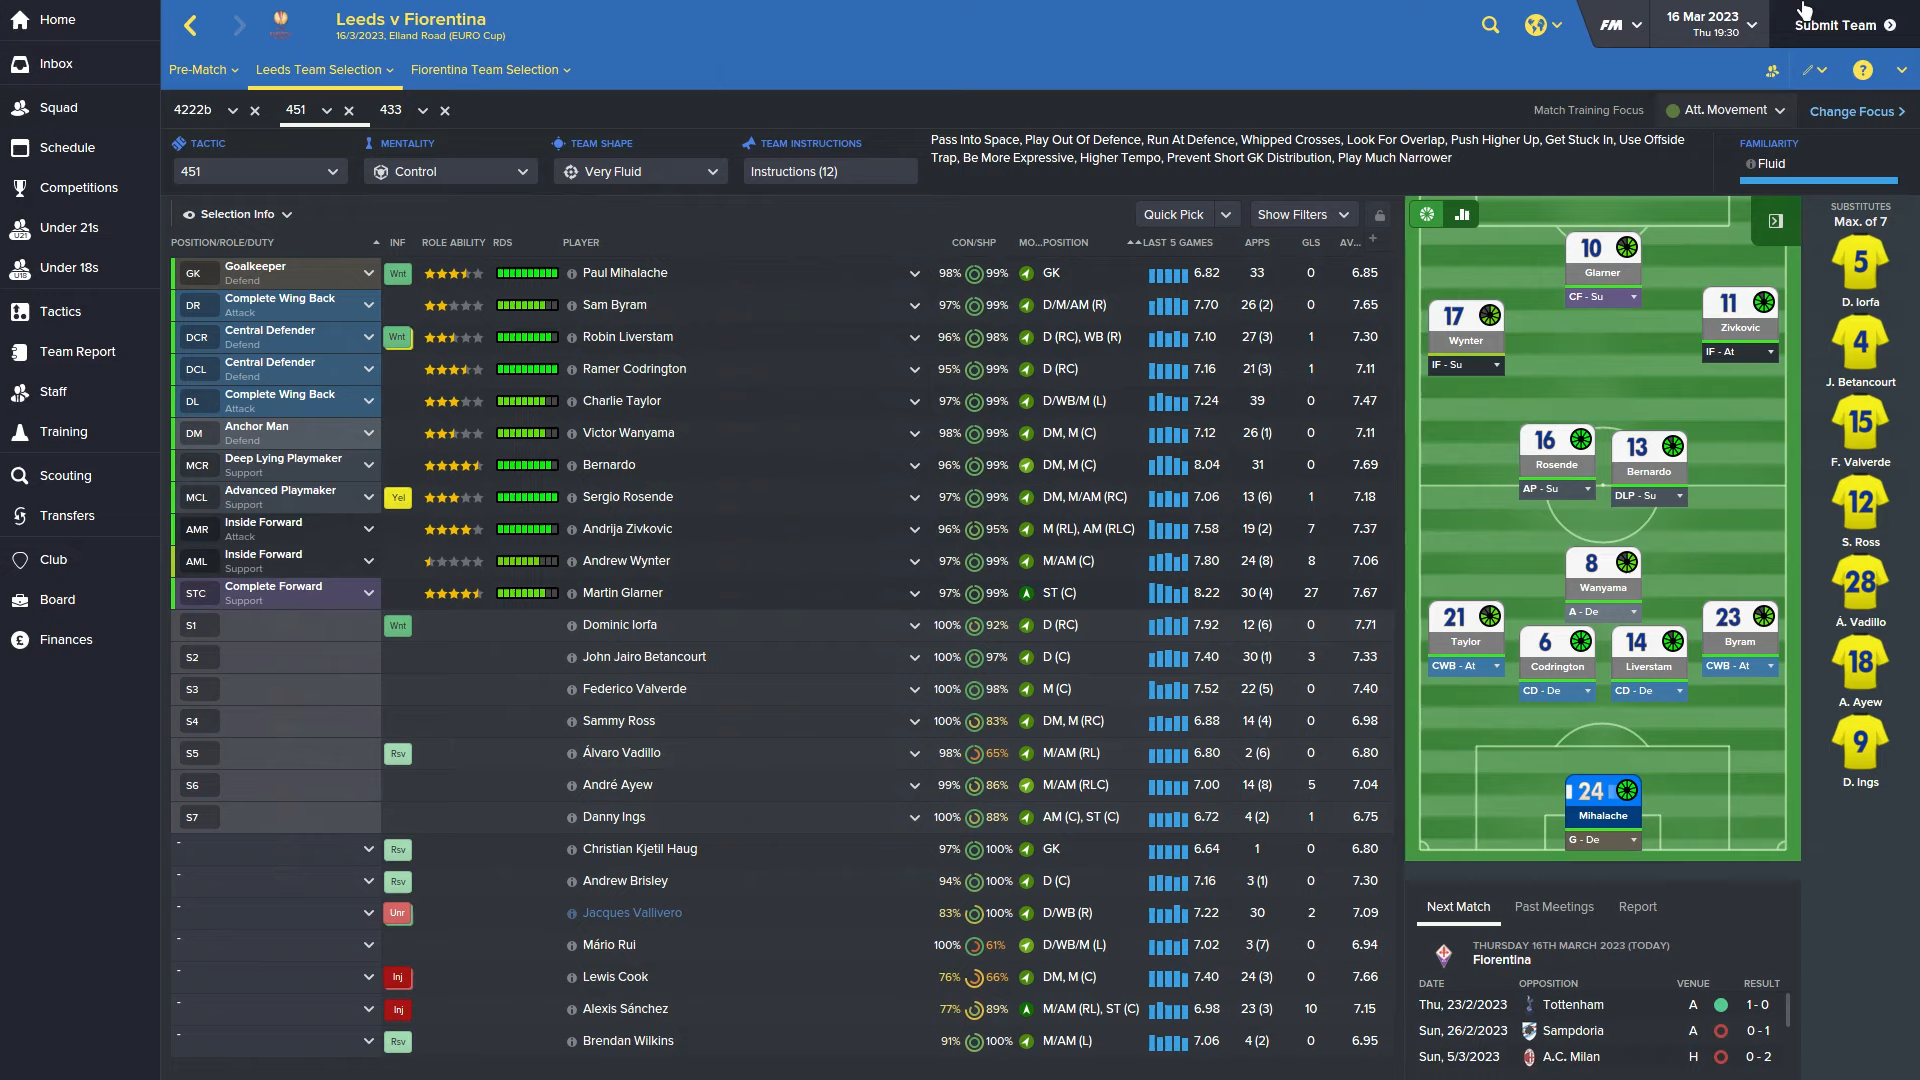 Home
Inbox
Squad
Schedule
Competitions
Under 21s
Under 18s
Tactics
Team Report
Staff
Training
Scouting
Transfers
Club
Board
Finances
Leeds v Fiorentina
16/3/2023, Elland Road (EURO Cup)
FM
16 Mar 2023
Thu 19:30
Submit Team
Pre-Match
Leeds Team Selection
Fiorentina Team Selection
4222b
451
433
Match Training Focus
Att. Movement
Change Focus >
TACTIC
MENTALITY
TEAM SHAPE
TEAM INSTRUCTIONS
451
Control
Very Fluid
Instructions (12)
Pass Into Space, Play Out Of Defence, Run At Defence, Whipped Crosses, Look For Overlap, Push Higher Up, Get Stuck In, Use Offside
Trap, Be More Expressive, Higher Tempo, Prevent Short GK Distribution, Play Much Narrower
FAMILIARITY
Fluid
Selection Info
Quick Pick
Show Filters
POSITION/ROLE/DUTY INF ROLE ABILITY RDS PLAYER CON/SHP MO... POSITION LAST 5 GAMES APPS GLS AV...
GK Goalkeeper Defend Wnt Paul Mihalache 98% 99% GK 6.82 33 0 6.85
DR Complete Wing Back Attack Sam Byram 97% 99% D/M/AM (R) 7.70 26 (2) 0 7.65
DCR Central Defender Defend Wnt Robin Liverstam 96% 98% D (RC), WB (R) 7.10 27 (3) 1 7.30
DCL Central Defender Defend Ramer Codrington 95% 99% D (RC) 7.16 21 (3) 1 7.11
DL Complete Wing Back Attack Charlie Taylor 97% 99% D/WB/M (L) 7.24 39 0 7.47
DM Anchor Man Defend Victor Wanyama 98% 99% DM, M (C) 7.12 26 (1) 0 7.11
MCR Deep Lying Playmaker Support Bernardo 96% 99% DM, M (C) 8.04 31 0 7.69
MCL Advanced Playmaker Support Yel Sergio Rosende 97% 99% DM, M/AM (RC) 7.06 13 (6) 1 7.18
AMR Inside Forward Attack Andrija Zivkovic 96% 95% M (RL), AM (RLC) 7.58 19 (2) 7 7.37
AML Inside Forward Support Andrew Wynter 97% 99% M/AM (C) 7.80 24 (8) 8 7.06
STC Complete Forward Support Martin Glarner 97% 99% ST (C) 8.22 30 (4) 27 7.67
S1 Wnt Dominic Iorfa 100% 92% D (RC) 7.92 12 (6) 0 7.71
S2 John Jairo Betancourt 100% 97% D (C) 7.40 30 (1) 3 7.33
S3 Federico Valverde 100% 98% M (C) 7.52 22 (5) 0 7.40
S4 Sammy Ross 100% 83% DM, M (RC) 6.88 14 (4) 0 6.98
S5 Rsv Álvaro Vadillo 98% 65% M/AM (RL) 6.80 2 (6) 0 6.80
S6 André Ayew 99% 86% M/AM (RLC) 7.00 14 (8) 5 7.04
S7 Danny Ings 100% 88% AM (C), ST (C) 6.72 4 (2) 1 6.75
- Rsv Christian Kjetil Haug 97% 100% GK 6.64 1 0 6.80
- Rsv Andrew Brisley 94% 100% D (C) 7.16 3 (1) 0 7.30
- Unr Jacques Vallivero 83% 100% D/WB (R) 7.22 30 2 7.09
- Mário Rui 100% 61% D/WB/M (L) 7.02 3 (7) 0 6.94
- Inj Lewis Cook 76% 66% DM, M (C) 7.40 24 (3) 0 7.66
- Inj Alexis Sánchez 77% 89% M/AM (RL), ST (C) 6.98 23 (3) 10 7.15
- Rsv Brendan Wilkins 91% 100% M/AM (L) 7.06 4 (2) 0 6.95
10
Glarner
CF - Su
17
Wynter
IF - Su
11
Zivkovic
IF - At
16
Rosende
AP - Su
13
Bernardo
DLP - Su
8
Wanyama
A - De
21
Taylor
CWB - At
6
Codrington
CD - De
14
Liverstam
CD - De
23
Byram
CWB - At
24
Mihalache
G - De
SUBSTITUTES
Max. of 7
5
D. Iorfa
4
J. Betancourt
15
F. Valverde
12
S. Ross
28
Á. Vadillo
18
A. Ayew
9
D. Ings
Next Match
Past Meetings
Report
THURSDAY 16TH MARCH 2023 (TODAY)
Fiorentina
DATE OPPOSITION VENUE RESULT
Thu, 23/2/2023 Tottenham A 1 - 0
Sun, 26/2/2023 Sampdoria A 0 - 1
Sun, 5/3/2023 A.C. Milan H 0 - 2